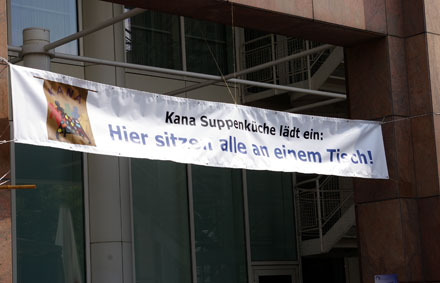 Kana Suppenküche lädt ein:
Hier sitzen alle an einem Tisch!